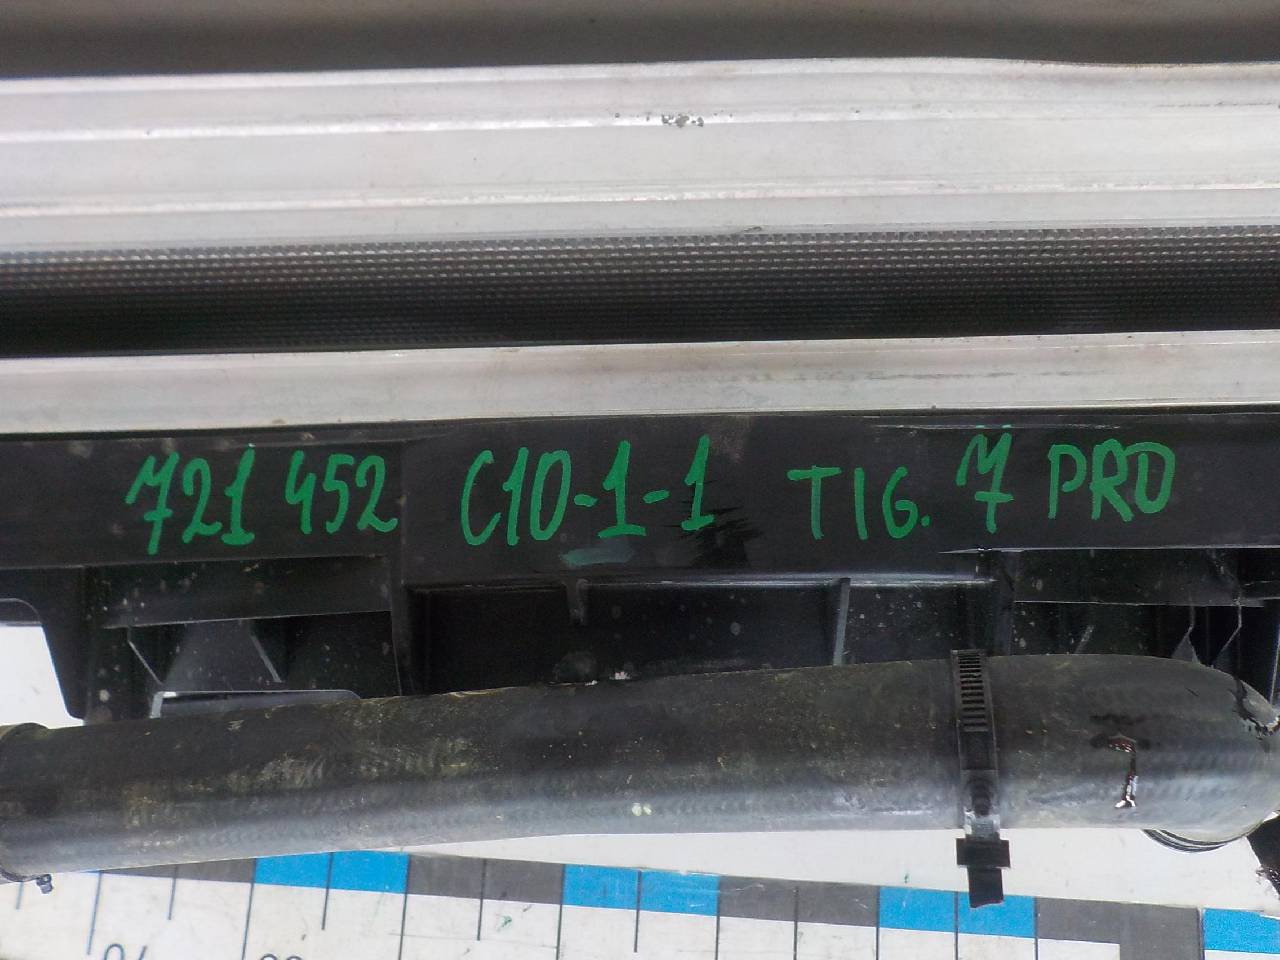 721 452 C10-1-1 TIG. 7 PRO